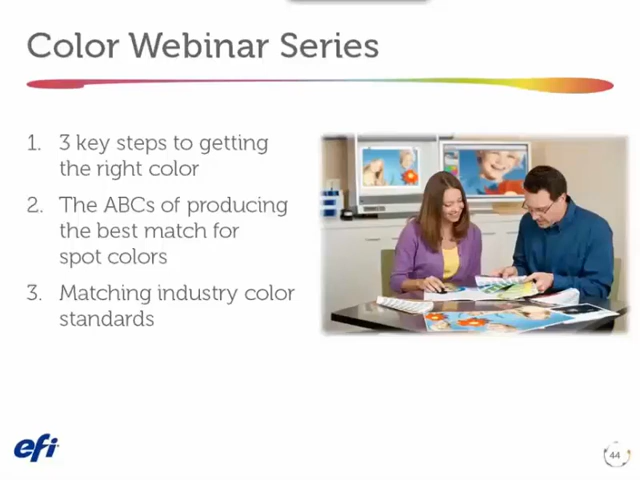 Color Webinar Series
1. 3 key steps to getting
the right color
2. The ABCs of producing
the best match for
spot colors
3. Matching industry color
standards
efi
44